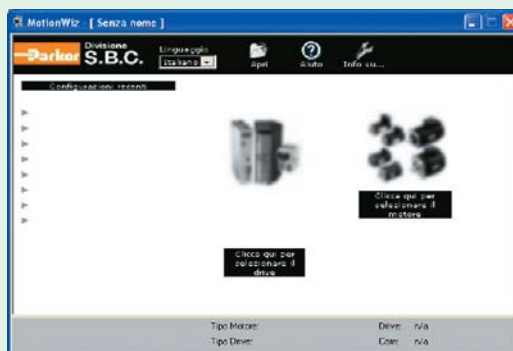 MotionWiz - [ Senza nome ]
Parker
Divisione
S.B.C.
Linguaggio
Italiano
Apri
Aiuto
Info su...
Configurazioni recenti
Clicca qui per
selezionare il
motore
Clicca qui per
selezionare il
drive
Tipo Motore:
Drive: n/a
Tipo Drive:
Com: n/a